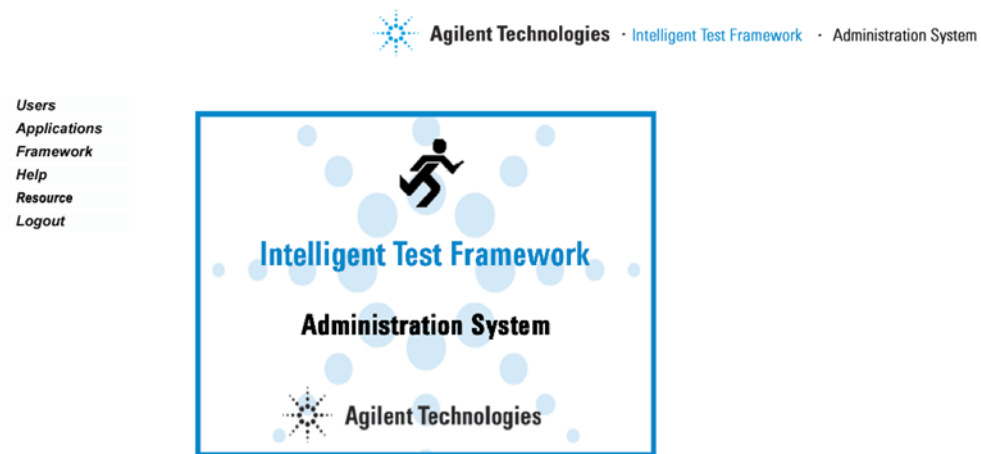 Agilent Technologies · Intelligent Test Framework · Administration System
Users
Applications
Framework
Help
Resource
Logout
Intelligent Test Framework
Administration System
Agilent Technologies